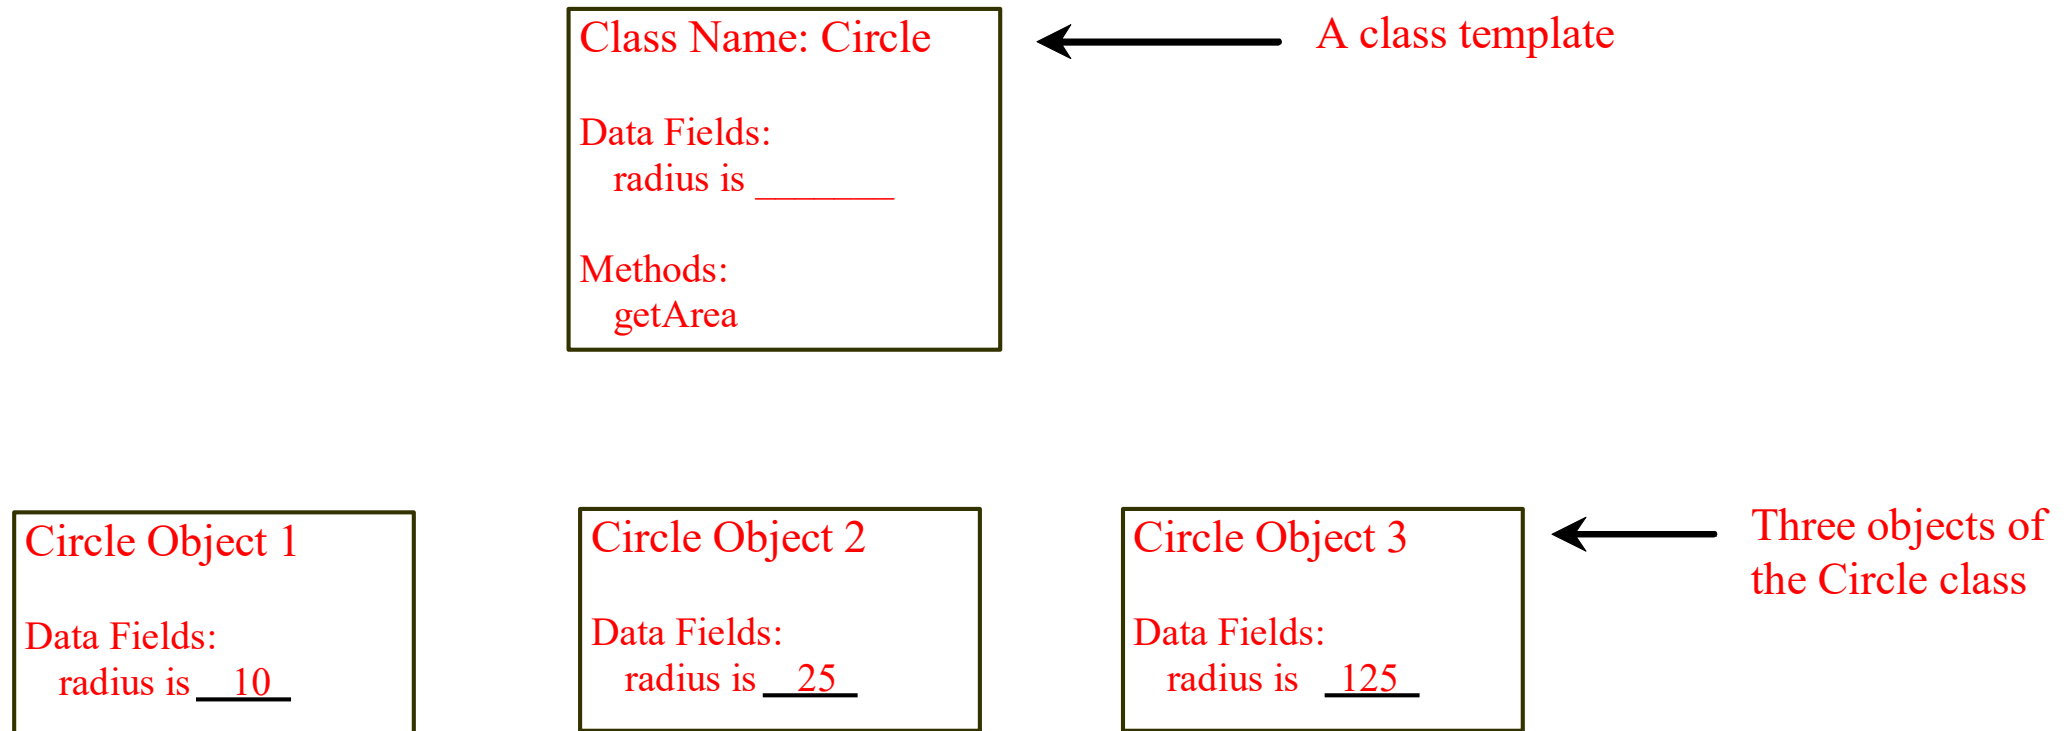 Class Name: Circle
A class template
Data Fields:
radius is _______
Methods:
getArea
Circle Object 1
Data Fields:
radius is 10
Circle Object 2
Data Fields:
radius is 25
Circle Object 3
Data Fields:
radius is 125
Three objects of
the Circle class